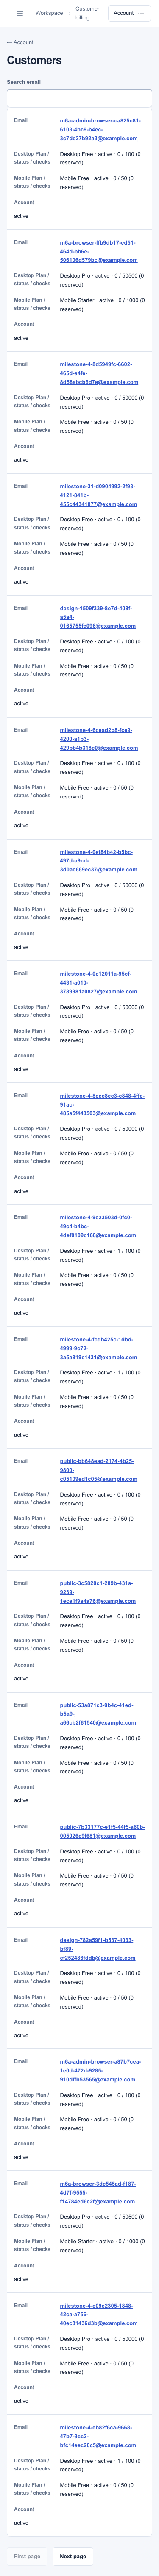 Workspace › Customer billing
Account ···
← Account
Customers
Search email
Email
m6a-admin-browser-ca825c81-
6103-4bc9-b4ec-
3c7de27b92a3@example.com
Desktop Plan / status / checks
Desktop Free · active · 0 / 100 (0 reserved)
Mobile Plan / status / checks
Mobile Free · active · 0 / 50 (0 reserved)
Account
active
Email
m6a-browser-ffb9db17-ed51-
464d-bb6e-
506106d579bc@example.com
Desktop Plan / status / checks
Desktop Pro · active · 0 / 50500 (0 reserved)
Mobile Plan / status / checks
Mobile Starter · active · 0 / 1000 (0 reserved)
Account
active
Email
milestone-4-8d5949fc-6602-
465d-a4fe-
8d58abcb6d7e@example.com
Desktop Plan / status / checks
Desktop Pro · active · 0 / 50000 (0 reserved)
Mobile Plan / status / checks
Mobile Free · active · 0 / 50 (0 reserved)
Account
active
Email
milestone-31-d0904992-2f93-
4121-841b-
455c44341877@example.com
Desktop Plan / status / checks
Desktop Free · active · 0 / 100 (0 reserved)
Mobile Plan / status / checks
Mobile Free · active · 0 / 50 (0 reserved)
Account
active
Email
design-1509f339-8e7d-408f-
a5a4-
0165755fe096@example.com
Desktop Plan / status / checks
Desktop Free · active · 0 / 100 (0 reserved)
Mobile Plan / status / checks
Mobile Free · active · 0 / 50 (0 reserved)
Account
active
Email
milestone-4-6cead2b8-fce9-
4200-a1b3-
429bb4b318c0@example.com
Desktop Plan / status / checks
Desktop Free · active · 0 / 100 (0 reserved)
Mobile Plan / status / checks
Mobile Free · active · 0 / 50 (0 reserved)
Account
active
Email
milestone-4-0ef84b42-b5bc-
497d-a9cd-
3d0ae669ec37@example.com
Desktop Plan / status / checks
Desktop Pro · active · 0 / 50000 (0 reserved)
Mobile Plan / status / checks
Mobile Free · active · 0 / 50 (0 reserved)
Account
active
Email
milestone-4-0c12011a-95cf-
4431-a010-
3789981a0827@example.com
Desktop Plan / status / checks
Desktop Pro · active · 0 / 50000 (0 reserved)
Mobile Plan / status / checks
Mobile Free · active · 0 / 50 (0 reserved)
Account
active
Email
milestone-4-8eec8ec3-c848-4ffe-
91ac-
485a5f448503@example.com
Desktop Plan / status / checks
Desktop Pro · active · 0 / 50000 (0 reserved)
Mobile Plan / status / checks
Mobile Free · active · 0 / 50 (0 reserved)
Account
active
Email
milestone-4-9e23503d-0fc0-
49c4-b4bc-
4def0109c168@example.com
Desktop Plan / status / checks
Desktop Free · active · 1 / 100 (0 reserved)
Mobile Plan / status / checks
Mobile Free · active · 0 / 50 (0 reserved)
Account
active
Email
milestone-4-fcdb425c-1dbd-
4999-9c72-
3a5a819c1431@example.com
Desktop Plan / status / checks
Desktop Free · active · 1 / 100 (0 reserved)
Mobile Plan / status / checks
Mobile Free · active · 0 / 50 (0 reserved)
Account
active
Email
public-bb648ead-2174-4b25-
9800-
c05109ed1c05@example.com
Desktop Plan / status / checks
Desktop Free · active · 0 / 100 (0 reserved)
Mobile Plan / status / checks
Mobile Free · active · 0 / 50 (0 reserved)
Account
active
Email
public-3c5820c1-289b-431a-
9239-
1ece1f9a4a76@example.com
Desktop Plan / status / checks
Desktop Free · active · 0 / 100 (0 reserved)
Mobile Plan / status / checks
Mobile Free · active · 0 / 50 (0 reserved)
Account
active
Email
public-53a871c3-9b4c-41ed-
b5a9-
a66cb2f61540@example.com
Desktop Plan / status / checks
Desktop Free · active · 0 / 100 (0 reserved)
Mobile Plan / status / checks
Mobile Free · active · 0 / 50 (0 reserved)
Account
active
Email
public-7b33177c-e1f5-44f5-a60b-
005026c9f681@example.com
Desktop Plan / status / checks
Desktop Free · active · 0 / 100 (0 reserved)
Mobile Plan / status / checks
Mobile Free · active · 0 / 50 (0 reserved)
Account
active
Email
design-782a59f1-b537-4033-
bf89-
cf252486fddb@example.com
Desktop Plan / status / checks
Desktop Free · active · 0 / 100 (0 reserved)
Mobile Plan / status / checks
Mobile Free · active · 0 / 50 (0 reserved)
Account
active
Email
m6a-admin-browser-a87b7cea-
1e0d-472d-9285-
910dffb53565@example.com
Desktop Plan / status / checks
Desktop Free · active · 0 / 100 (0 reserved)
Mobile Plan / status / checks
Mobile Free · active · 0 / 50 (0 reserved)
Account
active
Email
m6a-browser-3dc545ad-f187-
4d7f-9555-
f14784ed6e2f@example.com
Desktop Plan / status / checks
Desktop Pro · active · 0 / 50500 (0 reserved)
Mobile Plan / status / checks
Mobile Starter · active · 0 / 1000 (0 reserved)
Account
active
Email
milestone-4-e09e2305-1848-
42ca-a756-
40ec81436d3b@example.com
Desktop Plan / status / checks
Desktop Pro · active · 0 / 50000 (0 reserved)
Mobile Plan / status / checks
Mobile Free · active · 0 / 50 (0 reserved)
Account
active
Email
milestone-4-eb82f6ca-9668-
47b7-9cc2-
bfc14eec20c5@example.com
Desktop Plan / status / checks
Desktop Free · active · 1 / 100 (0 reserved)
Mobile Plan / status / checks
Mobile Free · active · 0 / 50 (0 reserved)
Account
active
First page
Next page